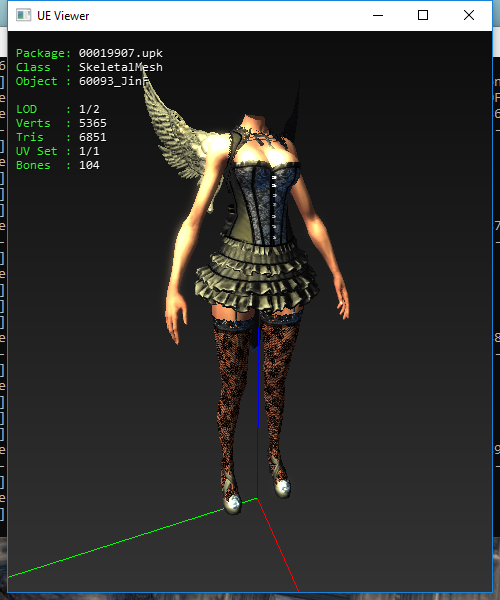 UE Viewer
Package: 00019907.upk
Class : SkeletalMesh
Object : 60093_JinF
LOD : 1/2
Verts : 5365
Tris : 6851
UV Set : 1/1
Bones : 104